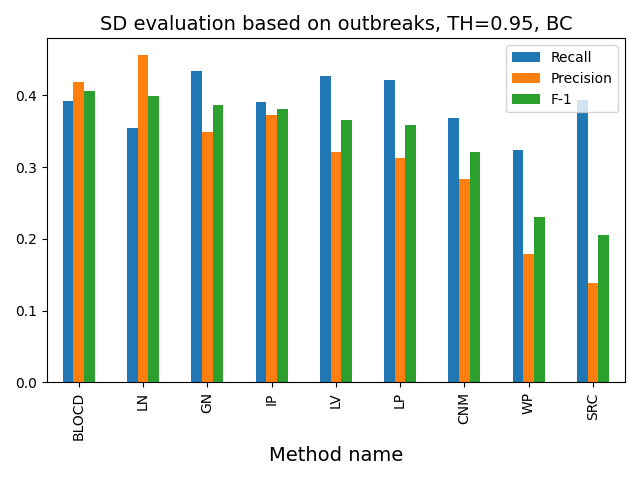 SD evaluation based on outbreaks, TH=0.95, BC
Recall
Precision
F-1
0.4
0.3
0.2
0.1
0.0
BLOCD
LN
GN
IP
LV
LP
CNM
WP
SRC
Method name